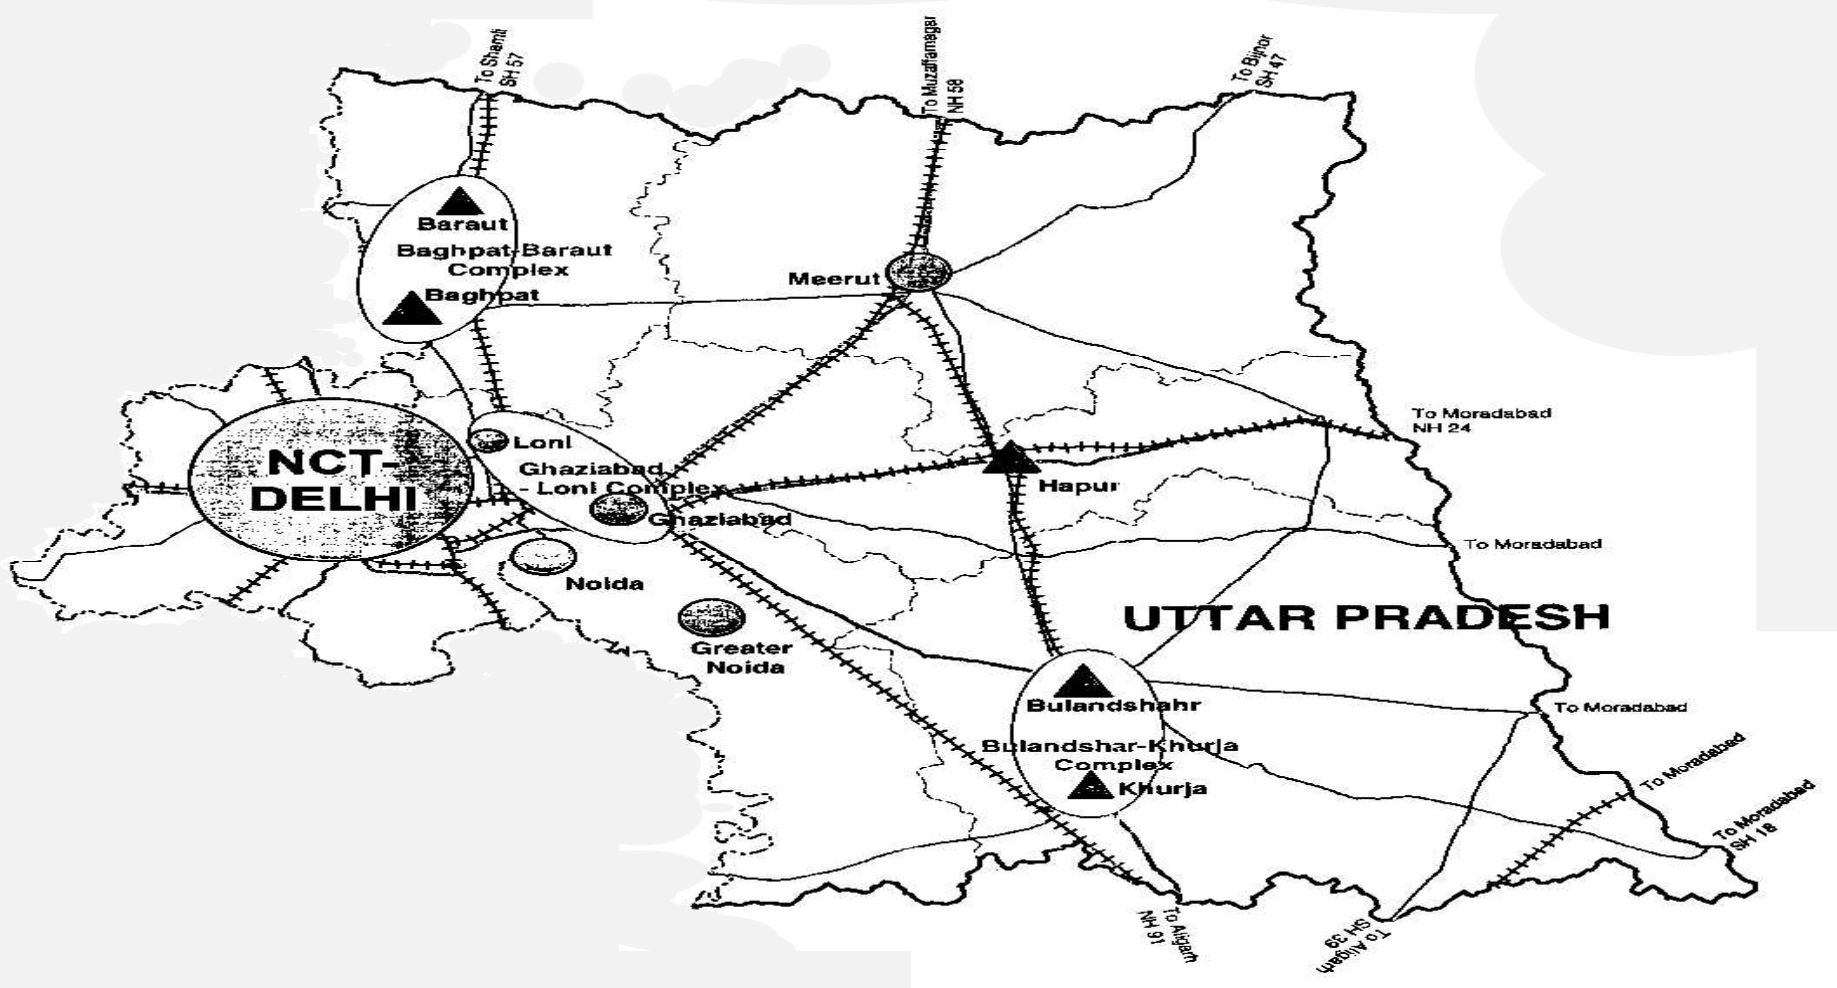 To Shamli
SH 57
To Muzaffarnagar
NH 58
To Bijnor
SH 47
Baraut
Baghpat-Baraut
Complex
Baghpat
Meerut
To Moradabad
NH 24
NCT-
DELHI
Loni
Ghaziabad
- Loni Complex
Ghaziabad
Hapur
To Moradabad
Noida
UTTAR PRADESH
Greater
Noida
Bulandshahr
To Moradabad
Bulandshar-Khurja
Complex
Khurja
To Moradabad
To Moradabad
SH 18
To Aligarh
NH 91
To Aligarh
SH 39